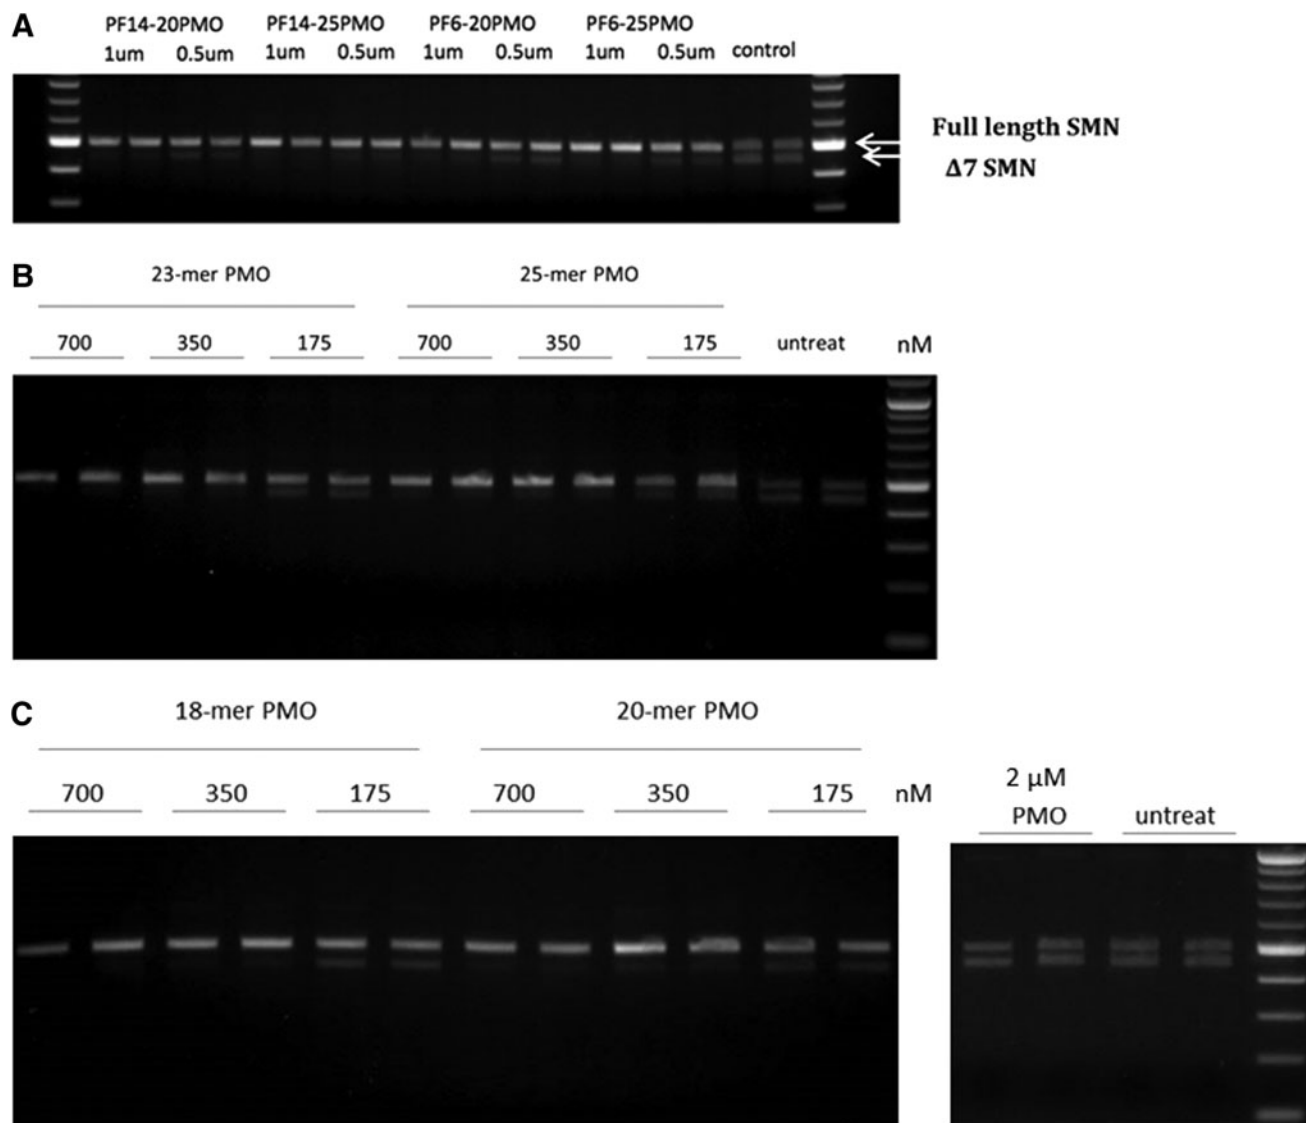 A
PF14-20PMO PF14-25PMO PF6-20PMO PF6-25PMO
1um 0.5um 1um 0.5um 1um 0.5um 1um 0.5um control
Full length SMN
Δ7 SMN
B
23-mer PMO 25-mer PMO
700 350 175 700 350 175 untreat nM
C
18-mer PMO 20-mer PMO
700 350 175 700 350 175 nM
2 µM
PMO untreat